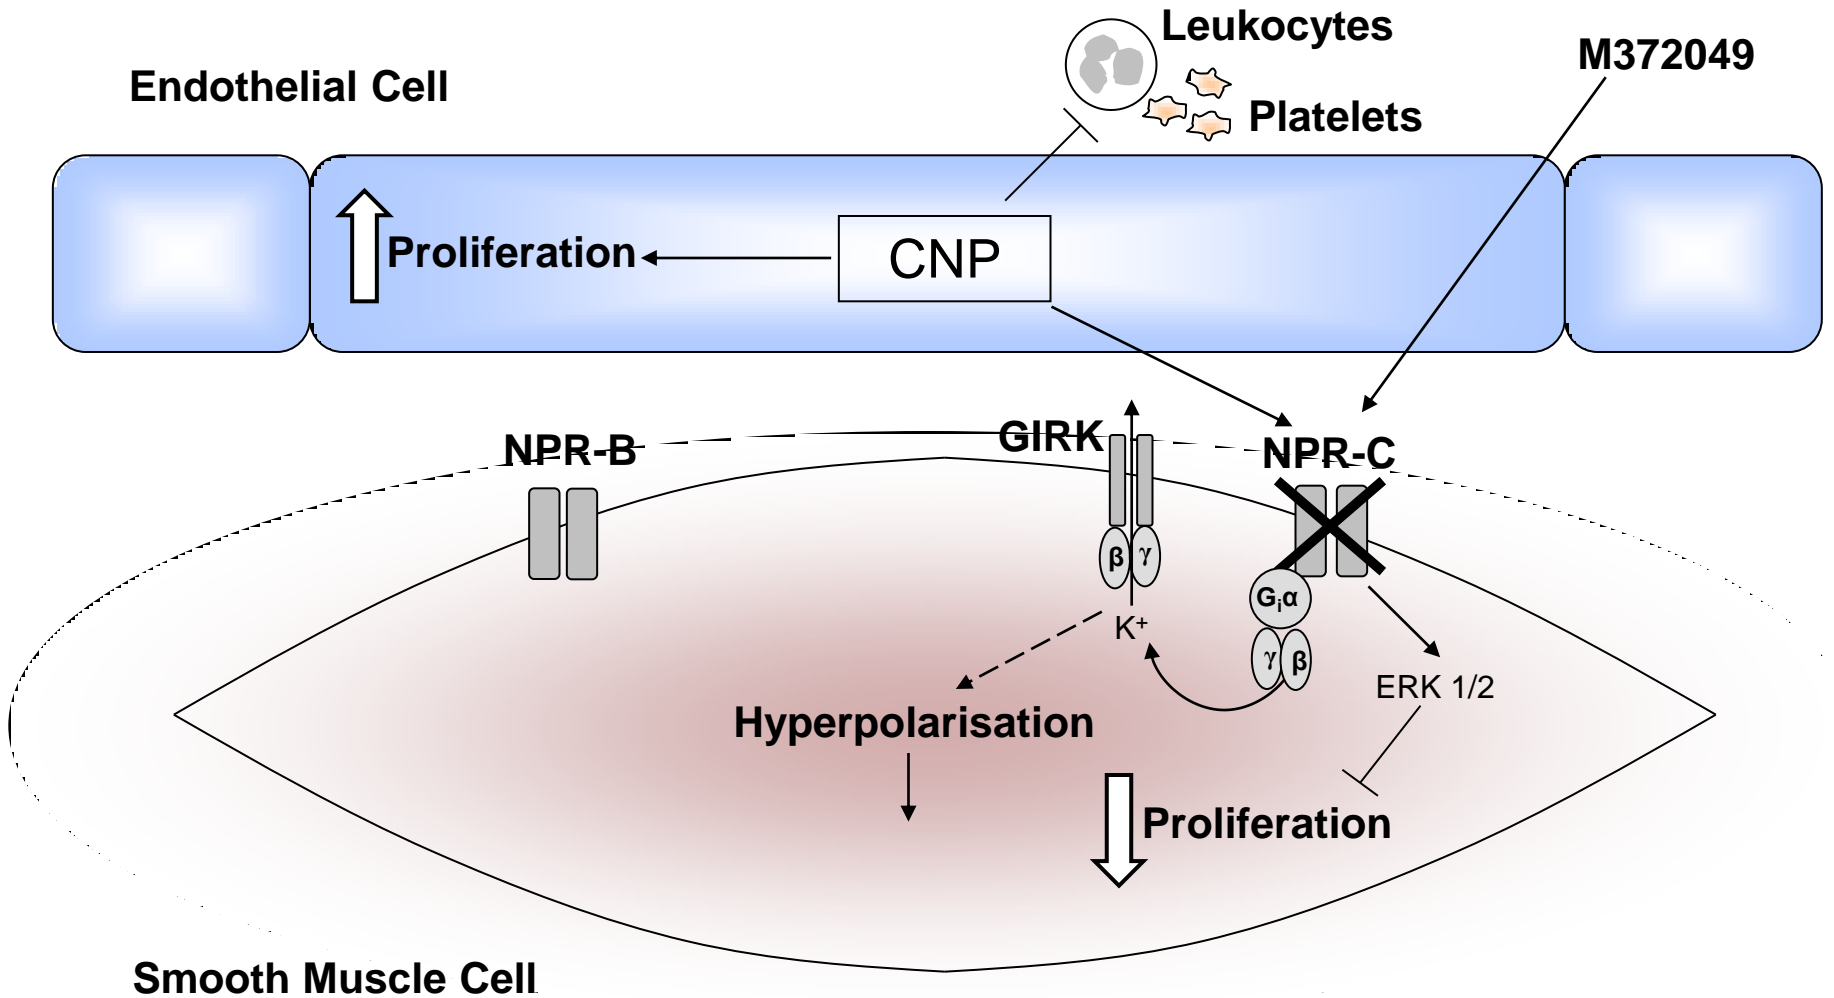 Leukocytes
M372049
Endothelial Cell
Platelets
Proliferation
CNP
NPR-B
GIRK
NPR-C
β γ
Giα
K+
γ β
ERK 1/2
Hyperpolarisation
Proliferation
Smooth Muscle Cell